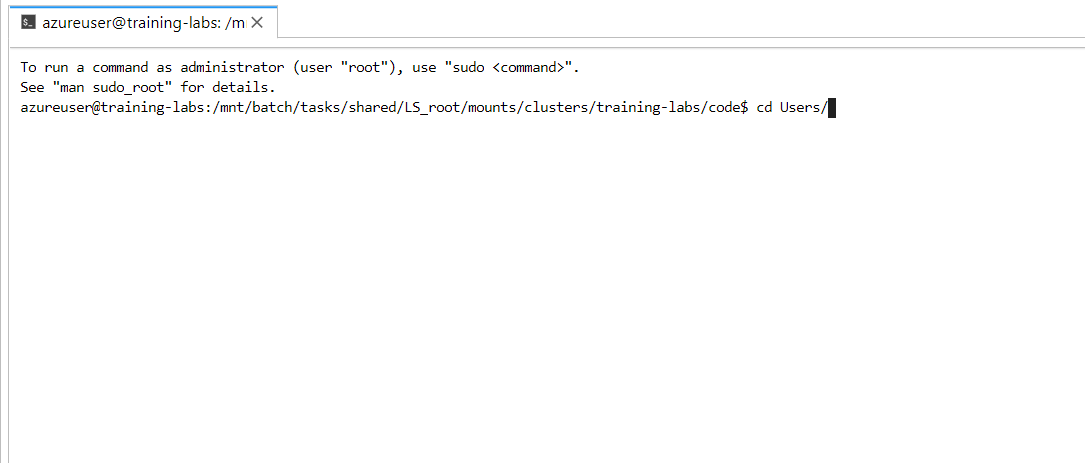 azureuser@training-labs: /m
To run a command as administrator (user "root"), use "sudo <command>".
See "man sudo_root" for details.
azureuser@training-labs:/mnt/batch/tasks/shared/LS_root/mounts/clusters/training-labs/code$ cd Users/